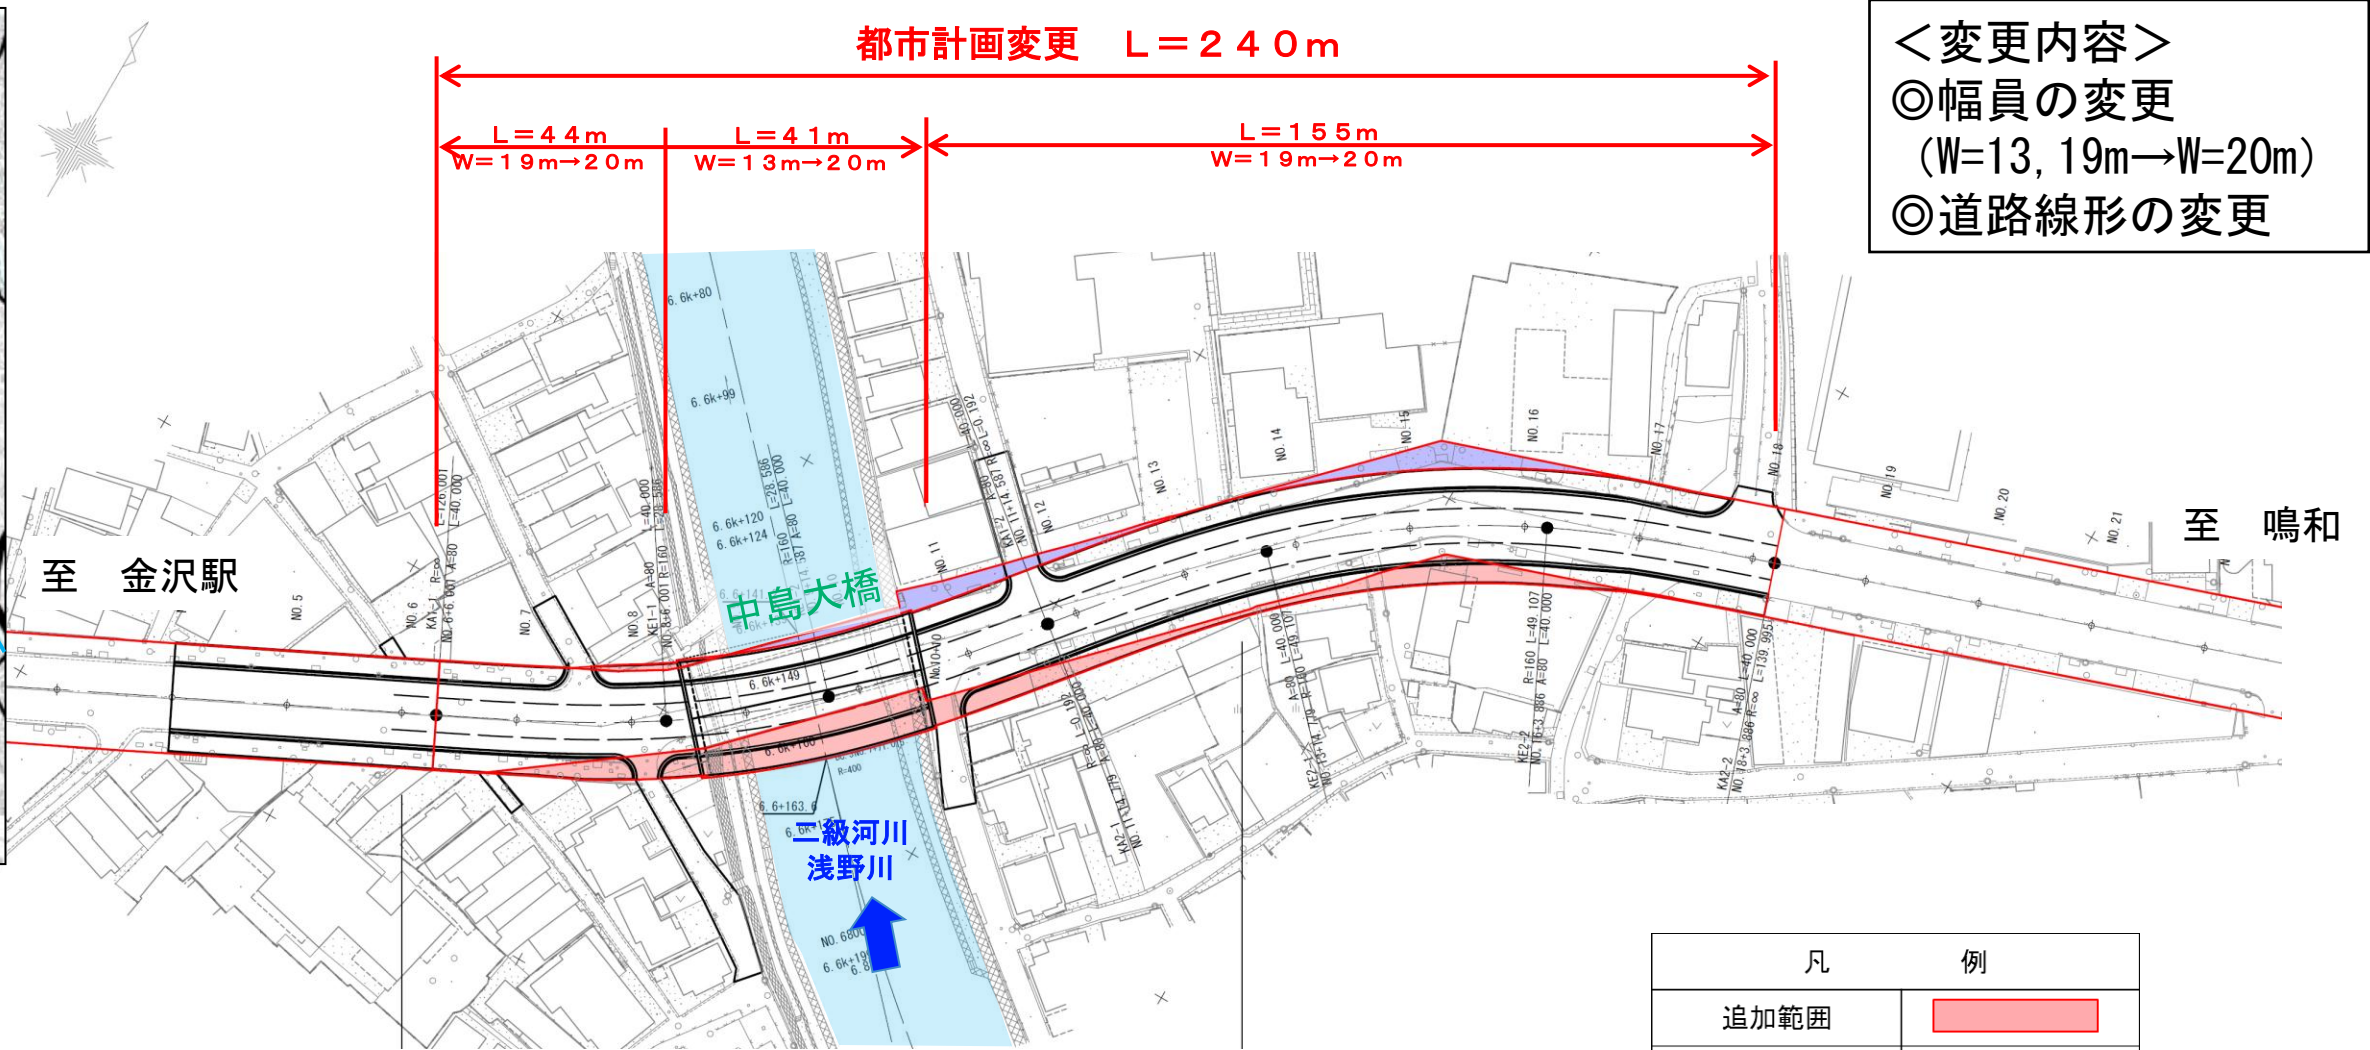 都市計画変更　Ｌ＝２４０ｍ
Ｌ＝４４ｍ
Ｗ＝１９ｍ→２０ｍ
Ｌ＝４１ｍ
Ｗ＝１３ｍ→２０ｍ
Ｌ＝１５５ｍ
Ｗ＝１９ｍ→２０ｍ
＜変更内容＞
◎幅員の変更
（W=13,19m→W=20m）
◎道路線形の変更
6.6k+80
6.6k+99
6.6k+120
6.6k+124
至　金沢駅
至　鳴和
中島大橋
6.6k+149
6.6+163.6
R=400
二級河川
浅野川
NO.5
NO.6
NO.7
NO.8
NO.11
NO.12
NO.13
NO.14
NO.15
NO.16
NO.17
NO.18
NO.19
NO.20
NO.21
凡　例
追加範囲